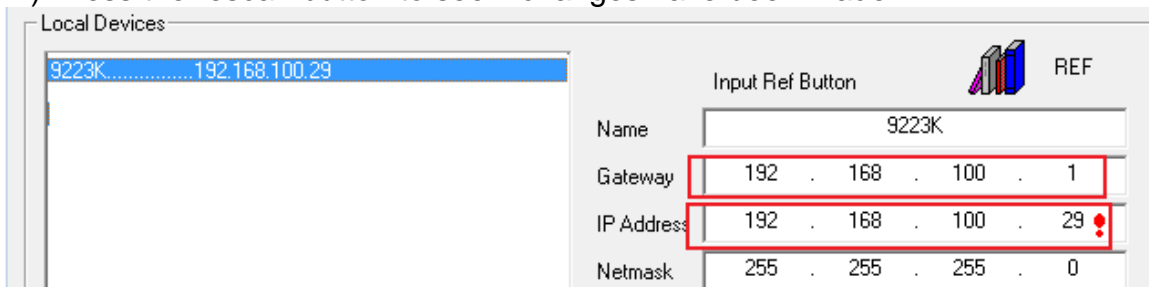 Local Devices
9223K...............192.168.100.29
Input Ref Button REF
Name 9223K
Gateway 192 . 168 . 100 . 1
IP Address 192 . 168 . 100 . 29
Netmask 255 . 255 . 255 . 0